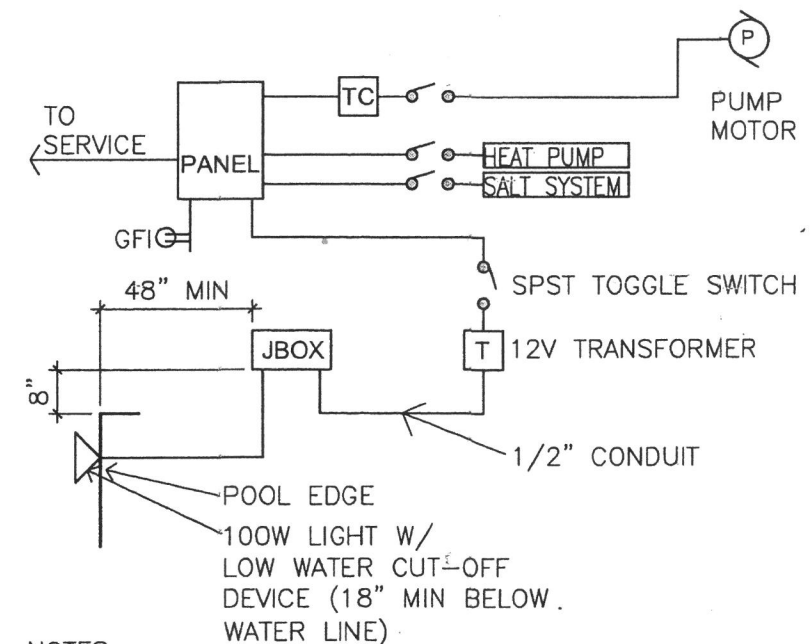 P
PUMP
MOTOR
TC
TO
SERVICE
PANEL
HEAT PUMP
SALT SYSTEM
GFI
SPST TOGGLE SWITCH
48" MIN
JBOX
T
12V TRANSFORMER
8"
1/2" CONDUIT
POOL EDGE
100W LIGHT W/
LOW WATER CUT-OFF
DEVICE (18" MIN BELOW
WATER LINE)